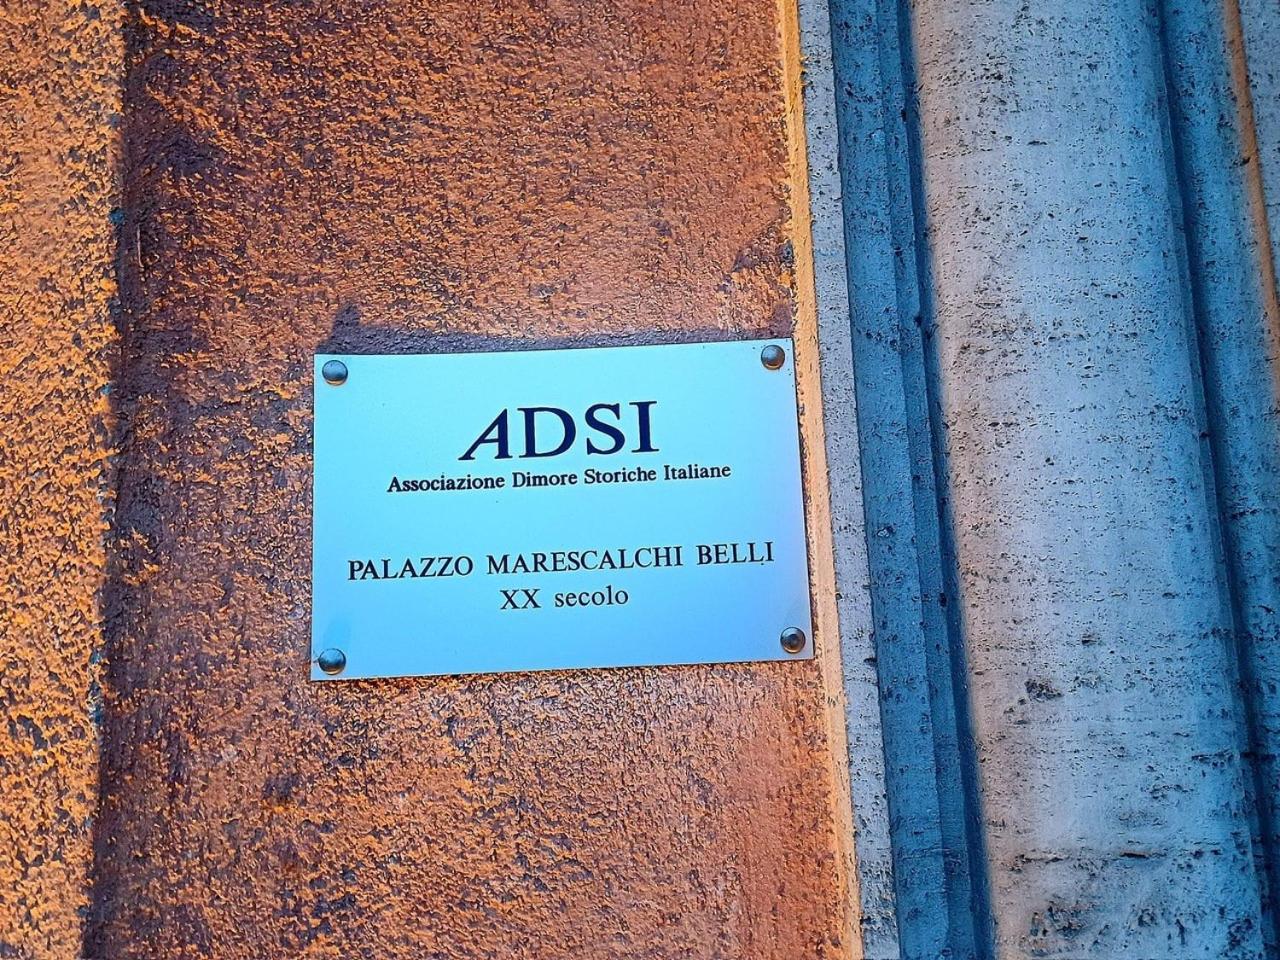 ADSI
Associazione Dimore Storiche Italiane
PALAZZO MARESCALCHI BELLI
XX secolo